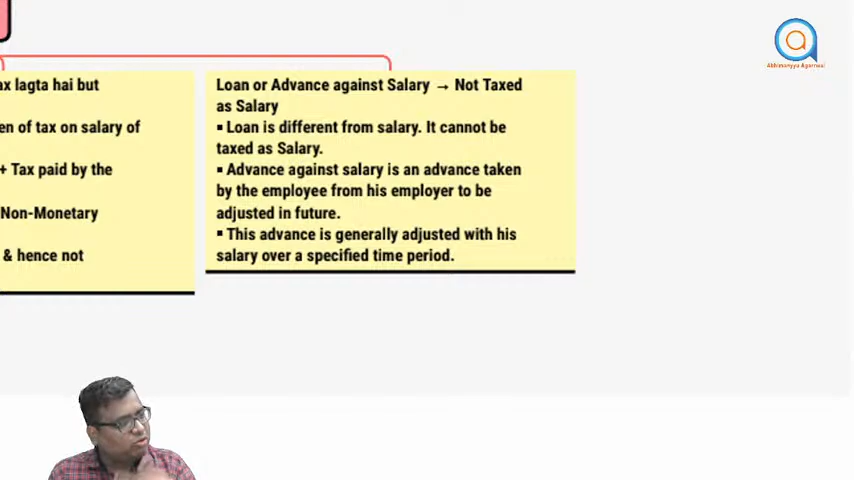 ax lagta hai but
en of tax on salary of
+ Tax paid by the
Non-Monetary
& hence not
Loan or Advance against Salary → Not Taxed
as Salary
▪ Loan is different from salary. It cannot be
taxed as Salary.
▪ Advance against salary is an advance taken
by the employee from his employer to be
adjusted in future.
▪ This advance is generally adjusted with his
salary over a specified time period.
Abhimanyyu Agarrwal